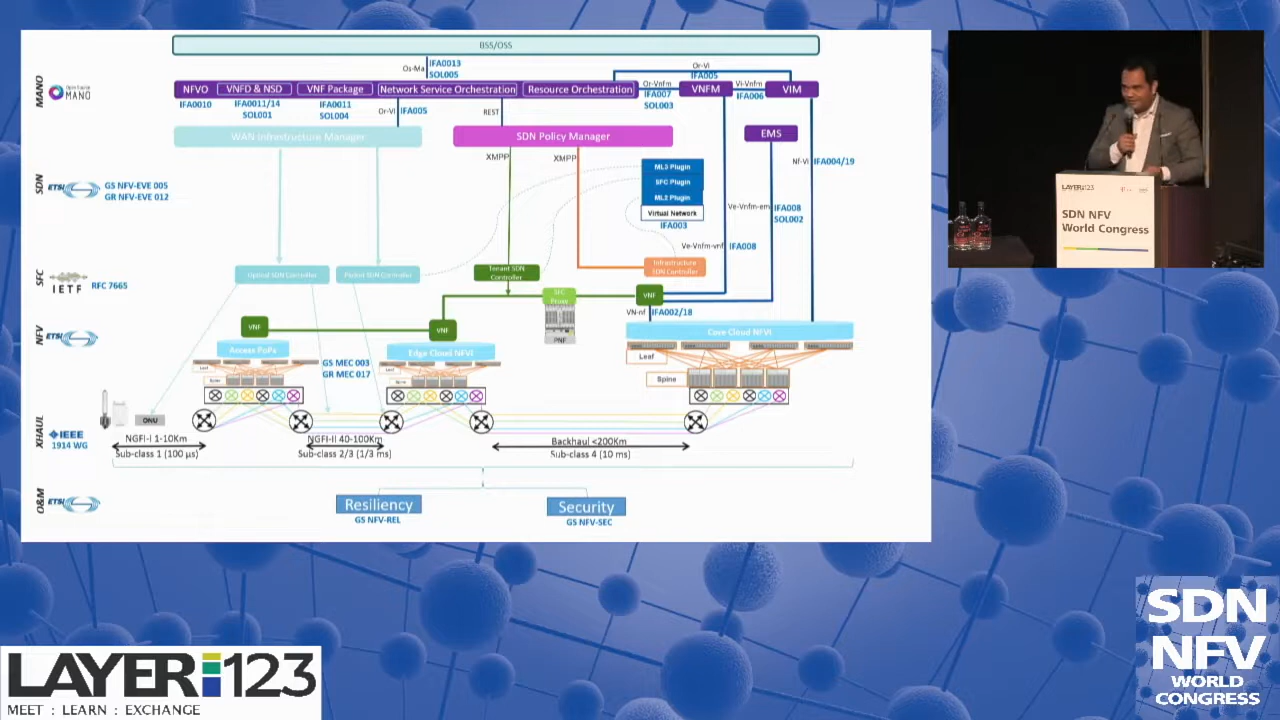 BSS/OSS
Os-Ma
IFA0013
SOL005
Or-Vi
IFA005
MANO
Open Source
MANO
NFVO
VNFD & NSD
VNF Package
Network Service Orchestration
Resource Orchestration
Or-Vnfm
VNFM
Vi-Vnfm
VIM
IFA0010
IFA0011/14
SOL001
IFA0011
SOL004
Or-Vi
IFA005
REST
IFA007
SOL003
IFA006
WAN Infrastructure Manager
SDN Policy Manager
EMS
XMPP
XMPP
Nf-Vi
IFA004/19
SDN
ETSI
GS NFV-EVE 005
GR NFV-EVE 012
ML3 Plugin
SFC Plugin
ML2 Plugin
Virtual Network
IFA003
Ve-Vnfm-em
IFA008
SOL002
Ve-Vnfm-vnf
IFA008
SFC
IETF
RFC 7665
Optical SDN Controller
Packet SDN Controller
Tenant SDN
Controller
Infrastructure
SDN Controller
SFC
Proxy
VNF
PNF
VN-nf
IFA002/18
NFV
ETSI
VNF
VNF
Core Cloud NFVI
Access PoPs
Edge Cloud NFVI
GS MEC 003
GR MEC 017
Leaf
Spine
Leaf
Spine
Leaf
Spine
XHAUL
IEEE
1914 WG
ONU
NGFI-I 1-10Km
Sub-class 1 (100 µs)
NGFI-II 40-100Km
Sub-class 2/3 (1/3 ms)
Backhaul <200Km
Sub-class 4 (10 ms)
O&M
ETSI
Resiliency
GS NFV-REL
Security
GS NFV-SEC
LAYER123
SDN NFV
World Congress
LAYER123
MEET : LEARN : EXCHANGE
SDN
NFV
WORLD
CONGRESS